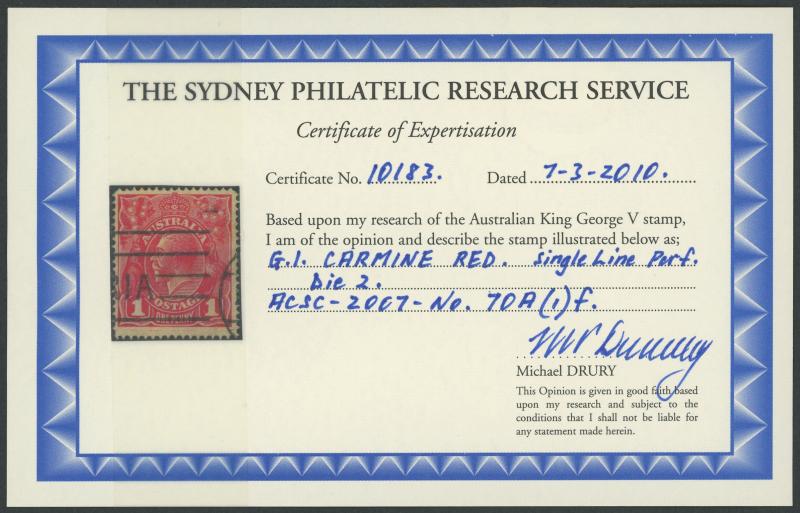 THE SYDNEY PHILATELIC RESEARCH SERVICE
Certificate of Expertisation
Certificate No. 10183. Dated 7-3-2010.
Based upon my research of the Australian King George V stamp,
I am of the opinion and describe the stamp illustrated below as;
G.1. CARMINE RED. Single Line Perf.
Die 2.
ACSC-2007-No. 70A(1)f.
Michael DRURY
This Opinion is given in good faith based
upon my research and subject to the
conditions that I shall not be liable for
any statement made herein.
AUSTRALIA
POSTAGE
1 ONE PENNY 1